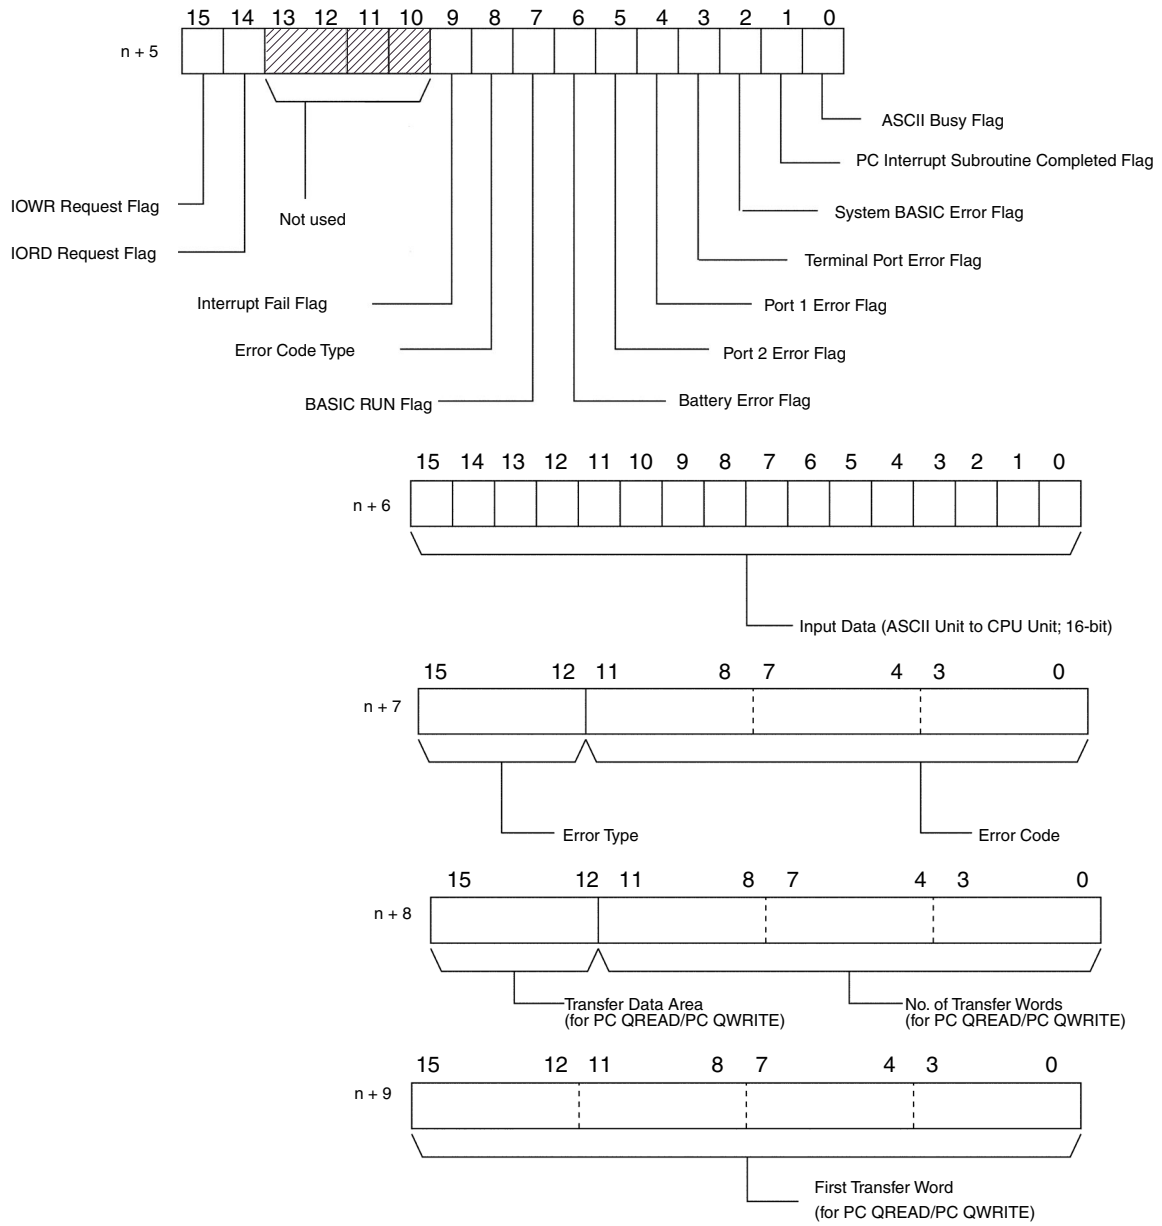 15 14 13 12 11 10 9 8 7 6 5 4 3 2 1 0
n + 5
ASCII Busy Flag
PC Interrupt Subroutine Completed Flag
IOWR Request Flag
Not used
System BASIC Error Flag
IORD Request Flag
Terminal Port Error Flag
Interrupt Fail Flag
Port 1 Error Flag
Error Code Type
Port 2 Error Flag
BASIC RUN Flag
Battery Error Flag
15 14 13 12 11 10 9 8 7 6 5 4 3 2 1 0
n + 6
Input Data (ASCII Unit to CPU Unit; 16-bit)
15 12 11 8 7 4 3 0
n + 7
Error Type
Error Code
15 12 11 8 7 4 3 0
n + 8
Transfer Data Area
(for PC QREAD/PC QWRITE)
No. of Transfer Words
(for PC QREAD/PC QWRITE)
15 12 11 8 7 4 3 0
n + 9
First Transfer Word
(for PC QREAD/PC QWRITE)